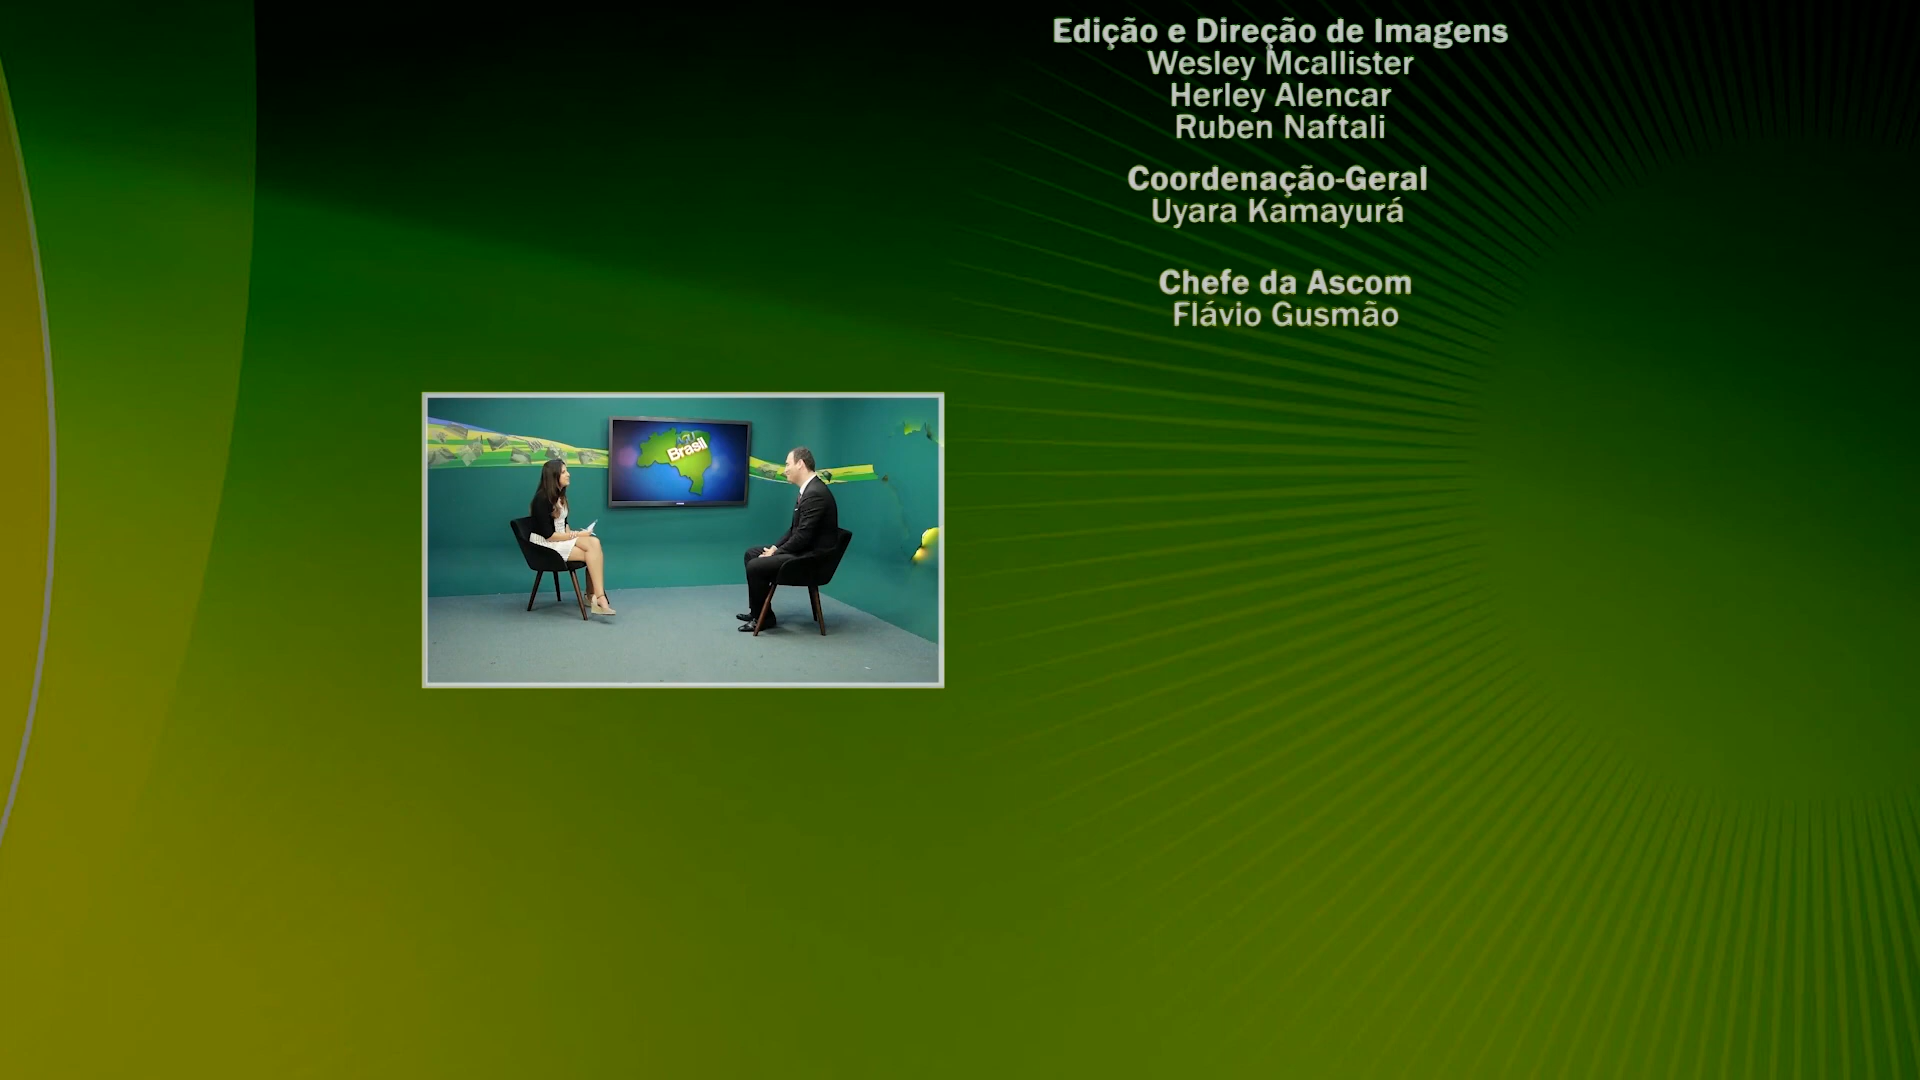 Edição e Direção de Imagens
Wesley Mcallister
Herley Alencar
Ruben Naftali
Coordenação-Geral
Uyara Kamayurá
Chefe da Ascom
Flávio Gusmão
AGU
Brasil